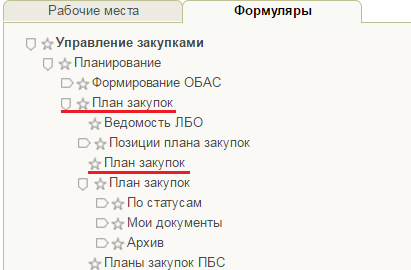 Рабочие места Формуляры
Управление закупками
Планирование
Формирование ОБАС
План закупок
Ведомость ЛБО
Позиции плана закупок
План закупок
План закупок
По статусам
Мои документы
Архив
Планы закупок ПБС